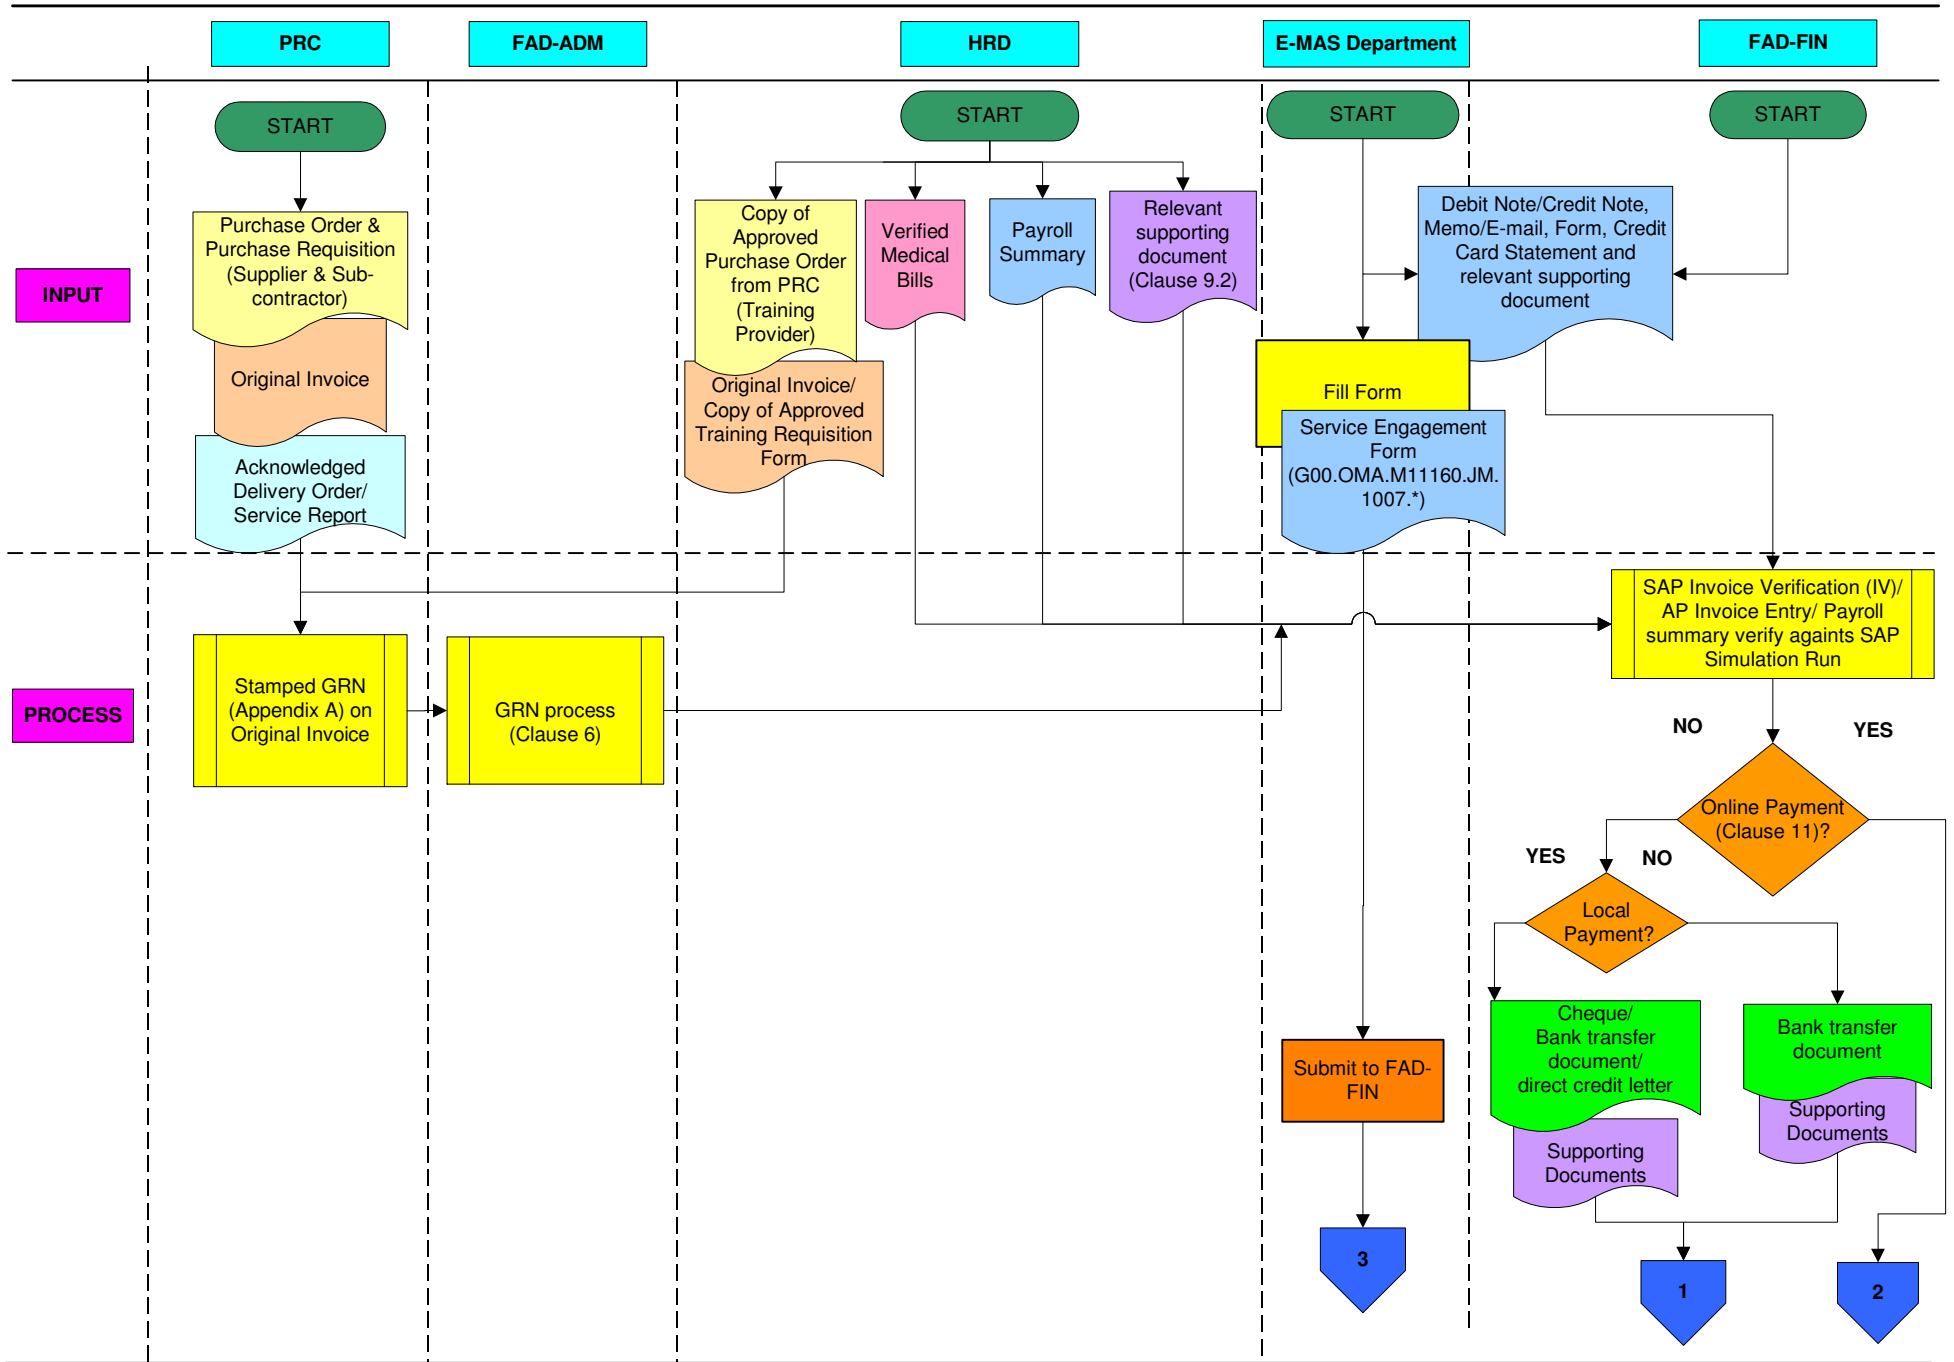 PRC
FAD-ADM
HRD
E-MAS Department
FAD-FIN
START
START
START
START
INPUT
Purchase Order &
Purchase Requisition
(Supplier & Sub-
contractor)
Original Invoice
Acknowledged
Delivery Order/
Service Report
Copy of
Approved
Purchase Order
from PRC
(Training
Provider)
Original Invoice/
Copy of Approved
Training Requisition
Form
Verified
Medical
Bills
Payroll
Summary
Relevant
supporting
document
(Clause 9.2)
Debit Note/Credit Note,
Memo/E-mail, Form, Credit
Card Statement and
relevant supporting
document
Fill Form
Service Engagement
Form
(G00.OMA.M11160.JM.
1007.*)
PROCESS
Stamped GRN
(Appendix A) on
Original Invoice
GRN process
(Clause 6)
SAP Invoice Verification (IV)/
AP Invoice Entry/ Payroll
summary verify againts SAP
Simulation Run
NO
YES
Online Payment
(Clause 11)?
YES
NO
Local
Payment?
Cheque/
Bank transfer
document/
direct credit letter
Supporting
Documents
Bank transfer
document
Supporting
Documents
Submit to FAD-
FIN
3
1
2